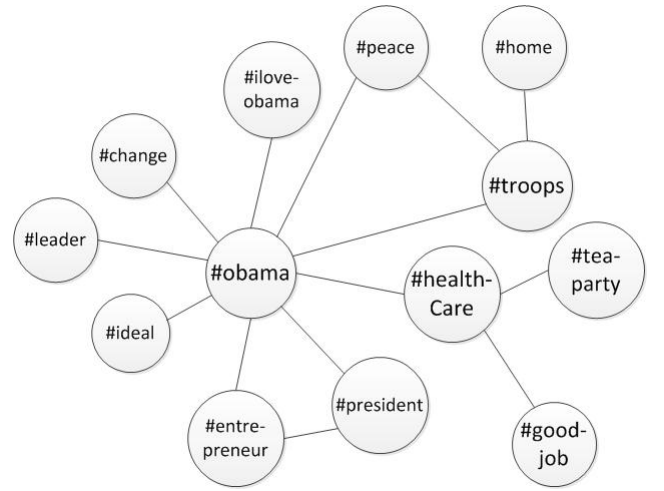 #peace
#home
#ilove-
obama
#change
#troops
#leader
#obama
#health-
Care
#tea-
party
#ideal
#president
#entre-
preneur
#good-
job